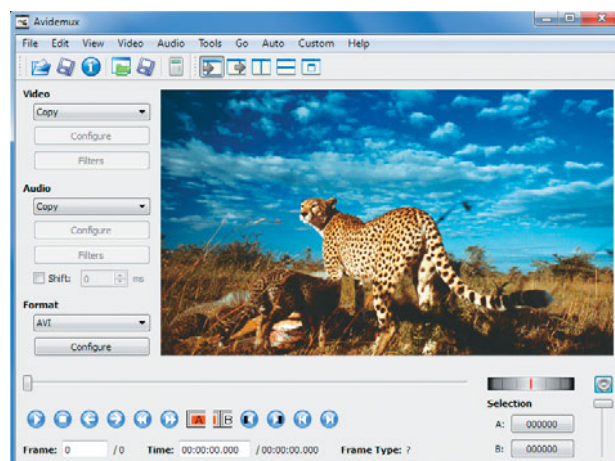 Avidemux
File Edit View Video Audio Tools Go Auto Custom Help
Video
Copy
Configure
Filters
Audio
Copy
Configure
Filters
Shift: 0 ms
Format
AVI
Configure
Selection
A: 000000
A B
B: 000000
Frame: 0 / 0 Time: 00:00:00.000 / 00:00:00.000 Frame Type: ?